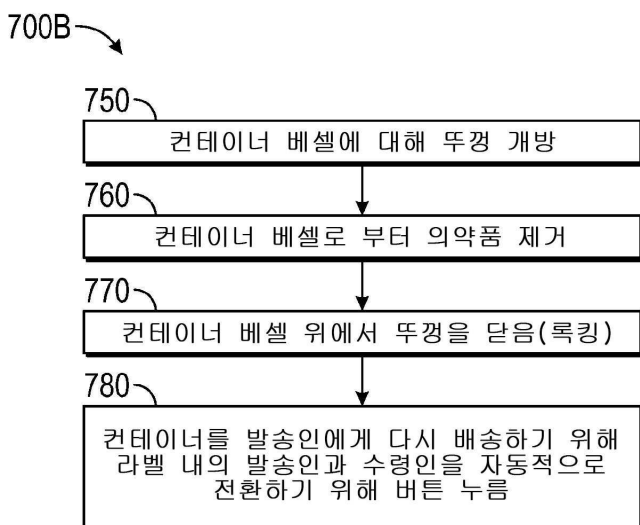 700B
750
컨테이너 베셀에 대해 뚜껑 개방
760
컨테이너 베셀로 부터 의약품 제거
770
컨테이너 베셀 위에서 뚜껑을 닫음(록킹)
780
컨테이너를 발송인에게 다시 배송하기 위해
라벨 내의 발송인과 수령인을 자동적으로
전환하기 위해 버튼 누름